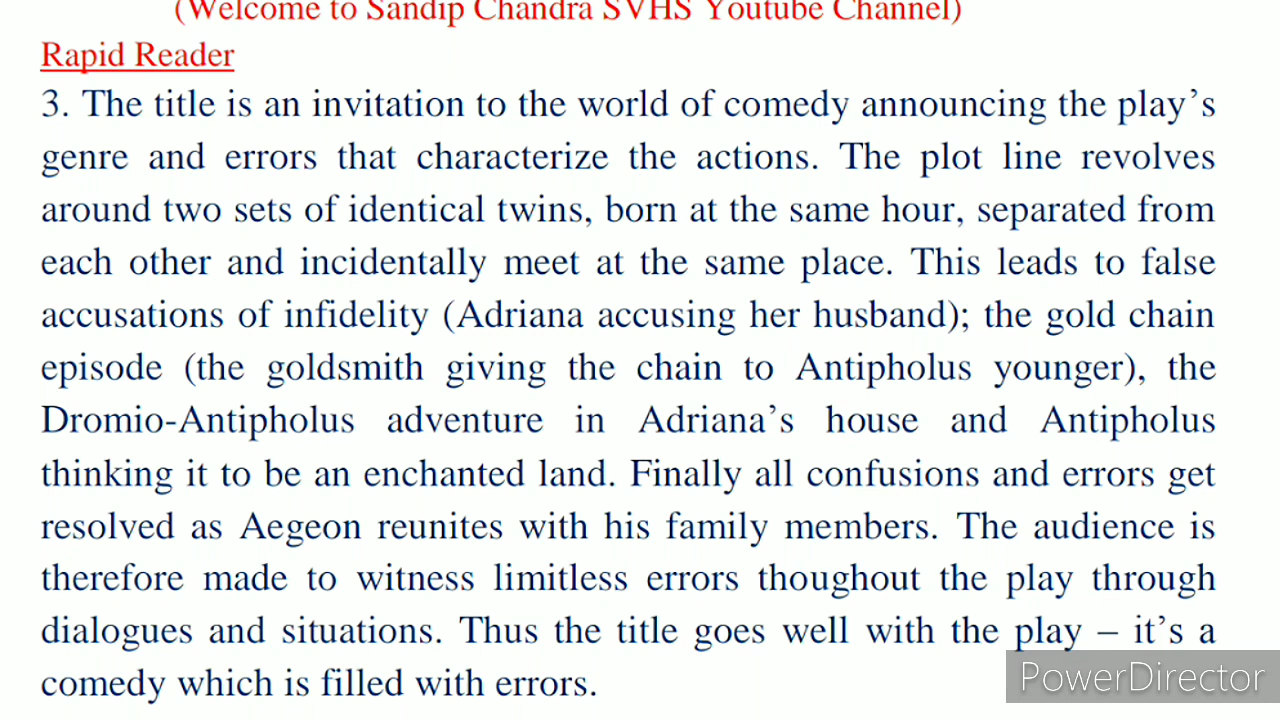 (Welcome to Sandip Chandra SVHS Youtube Channel)
Rapid Reader
3. The title is an invitation to the world of comedy announcing the play’s
genre and errors that characterize the actions. The plot line revolves
around two sets of identical twins, born at the same hour, separated from
each other and incidentally meet at the same place. This leads to false
accusations of infidelity (Adriana accusing her husband); the gold chain
episode (the goldsmith giving the chain to Antipholus younger), the
Dromio-Antipholus adventure in Adriana’s house and Antipholus
thinking it to be an enchanted land. Finally all confusions and errors get
resolved as Aegeon reunites with his family members. The audience is
therefore made to witness limitless errors thoughout the play through
dialogues and situations. Thus the title goes well with the play – it’s a
comedy which is filled with errors.
PowerDirector